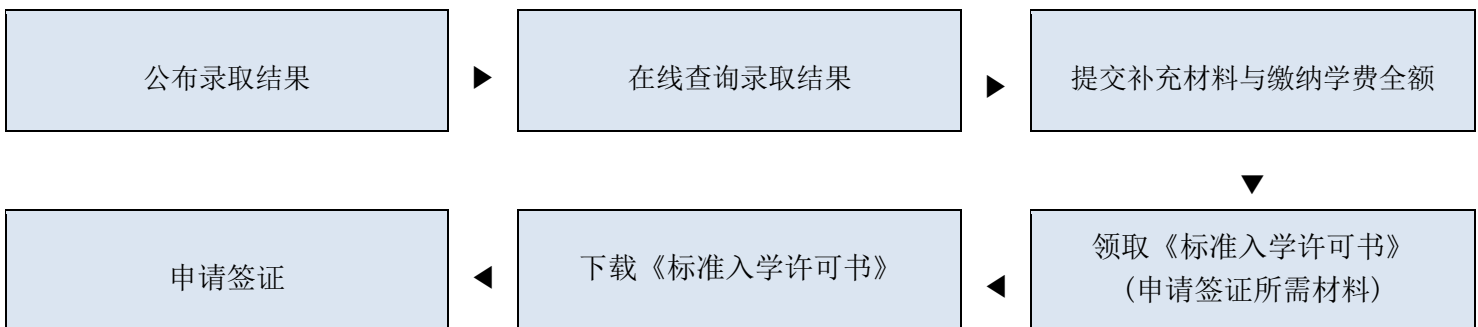 公布录取结果
▶
在线查询录取结果
▶
提交补充材料与缴纳学费全额
▼
领取《标准入学许可书》
(申请签证所需材料)
◀
下载《标准入学许可书》
◀
申请签证